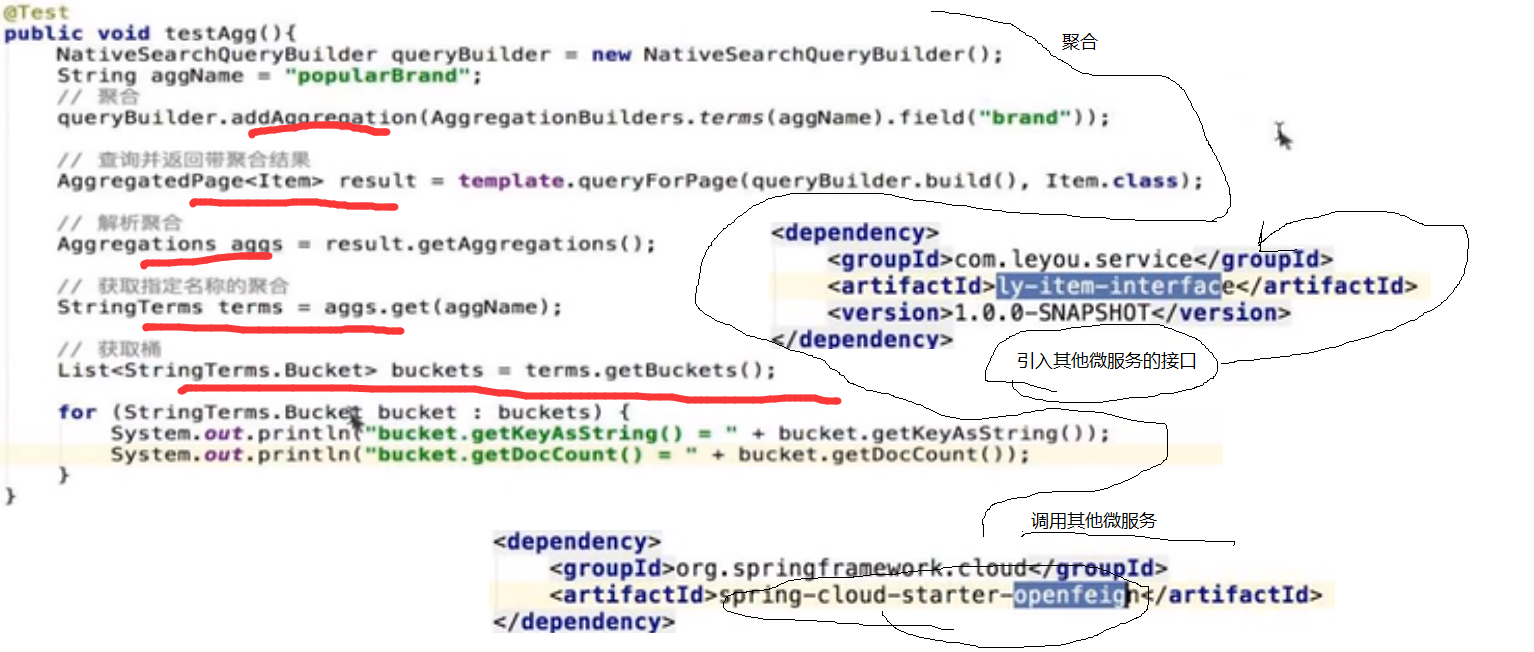 @Test
public void testAgg(){
NativeSearchQueryBuilder queryBuilder = new NativeSearchQueryBuilder();
String aggName = "popularBrand";
// 聚合
queryBuilder.addAggregation(AggregationBuilders.terms(aggName).field("brand"));
// 查询并返回带聚合结果
AggregatedPage<Item> result = template.queryForPage(queryBuilder.build(), Item.class);
// 解析聚合
Aggregations aggs = result.getAggregations();
// 获取指定名称的聚合
StringTerms terms = aggs.get(aggName);
// 获取桶
List<StringTerms.Bucket> buckets = terms.getBuckets();
for (StringTerms.Bucket bucket : buckets) {
System.out.println("bucket.getKeyAsString() = " + bucket.getKeyAsString());
System.out.println("bucket.getDocCount() = " + bucket.getDocCount());
}
}
聚合
<dependency>
<groupId>com.leyou.service</groupId>
<artifactId>ly-item-interface</artifactId>
<version>1.0.0-SNAPSHOT</version>
</dependency>
引入其他微服务的接口
调用其他微服务
<dependency>
<groupId>org.springframework.cloud</groupId>
<artifactId>spring-cloud-starter-openfeign</artifactId>
</dependency>